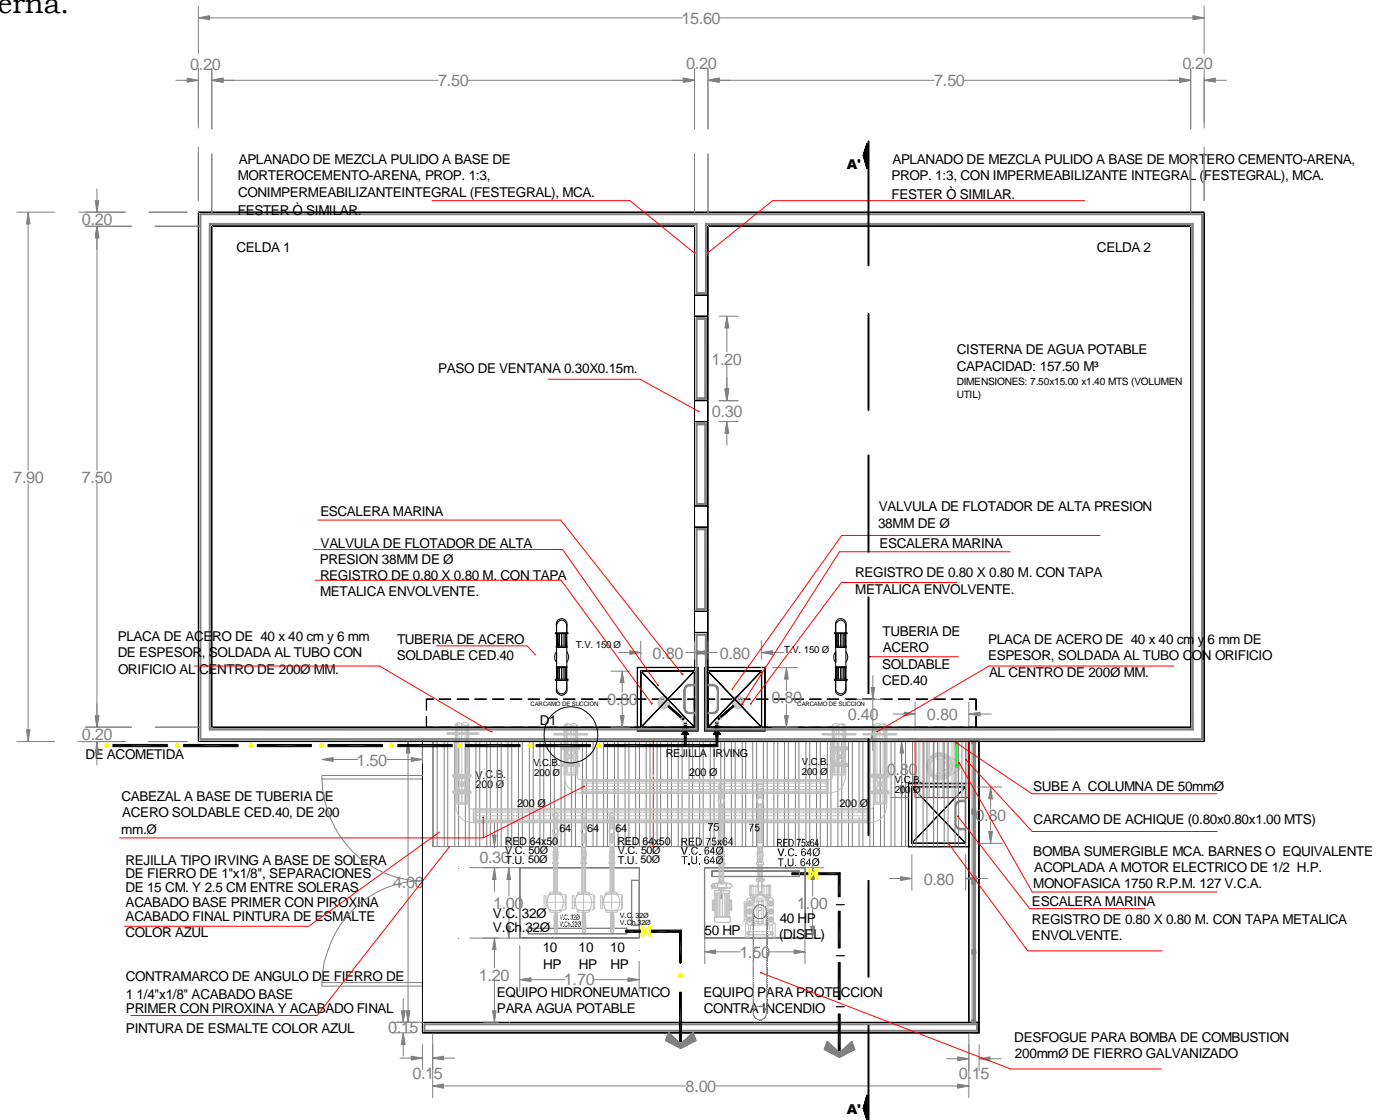 erna.
15.60
0.20
7.50
0.20
7.50
0.20
APLANADO DE MEZCLA PULIDO A BASE DE
MORTEROCEMENTO-ARENA, PROP. 1:3,
CONIMPERMEABILIZANTEINTEGRAL (FESTEGRAL), MCA.
FESTER Ò SIMILAR.
A'
APLANADO DE MEZCLA PULIDO A BASE DE MORTERO CEMENTO-ARENA,
PROP. 1:3, CON IMPERMEABILIZANTE INTEGRAL (FESTEGRAL), MCA.
FESTER Ò SIMILAR.
0.20
CELDA 1
CELDA 2
1.20
0.30
PASO DE VENTANA 0.30X0.15m.
CISTERNA DE AGUA POTABLE
CAPACIDAD: 157.50 M³
DIMENSIONES: 7.50x15.00 x1.40 MTS (VOLUMEN
UTIL)
7.90
7.50
ESCALERA MARINA
VALVULA DE FLOTADOR DE ALTA
PRESION 38MM DE Ø
REGISTRO DE 0.80 X 0.80 M. CON TAPA
METALICA ENVOLVENTE.
VALVULA DE FLOTADOR DE ALTA PRESION
38MM DE Ø
ESCALERA MARINA
REGISTRO DE 0.80 X 0.80 M. CON TAPA
METALICA ENVOLVENTE.
PLACA DE ACERO DE 40 x 40 cm y 6 mm
DE ESPESOR, SOLDADA AL TUBO CON
ORIFICIO AL CENTRO DE 200Ø MM.
TUBERIA DE ACERO
SOLDABLE CED.40
T.V. 150 Ø
0.80
0.80
T.V. 150 Ø
TUBERIA DE
ACERO
SOLDABLE
CED.40
PLACA DE ACERO DE 40 x 40 cm y 6 mm DE
ESPESOR, SOLDADA AL TUBO CON ORIFICIO
AL CENTRO DE 200Ø MM.
0.80
0.80
CARCAMO DE SUCCION
CARCAMO DE SUCCION
D1
0.40
0.80
0.20
DE ACOMETIDA
REJILLA IRVING
1.50
V.C.B.
200 Ø
V.C.B.
200 Ø
200 Ø
V.C.B.
200 Ø
0.80
V.C.B.
200 Ø
200 Ø
200 Ø
0.80
SUBE A COLUMNA DE 50mmØ
CARCAMO DE ACHIQUE (0.80x0.80x1.00 MTS)
BOMBA SUMERGIBLE MCA. BARNES O EQUIVALENTE
ACOPLADA A MOTOR ELECTRICO DE 1/2 H.P.
MONOFASICA 1750 R.P.M. 127 V.C.A.
ESCALERA MARINA
REGISTRO DE 0.80 X 0.80 M. CON TAPA METALICA
ENVOLVENTE.
CABEZAL A BASE DE TUBERIA DE
ACERO SOLDABLE CED.40, DE 200
mm.Ø
REJILLA TIPO IRVING A BASE DE SOLERA
DE FIERRO DE 1"x1/8", SEPARACIONES
DE 15 CM. Y 2.5 CM ENTRE SOLERAS
ACABADO BASE PRIMER CON PIROXINA
ACABADO FINAL PINTURA DE ESMALTE
COLOR AZUL
CONTRAMARCO DE ANGULO DE FIERRO DE
1 1/4"x1/8" ACABADO BASE
PRIMER CON PIROXINA Y ACABADO FINAL
PINTURA DE ESMALTE COLOR AZUL
64
64
64
75
75
RED 64x50
V.C. 50Ø
T.U. 50Ø
RED 64x50
V.C. 50Ø
T.U. 50Ø
RED 75x64
V.C. 64Ø
T.U. 64Ø
RED 75x64
V.C. 64Ø
T.U. 64Ø
0.30
4.00
1.00
V.C. 32Ø
V.Ch.32Ø
V.C. 32Ø
V.Ch.32Ø
V.C. 32Ø
V.Ch.32Ø
10
HP
10
HP
10
HP
50 HP
40 HP
(DISEL)
1.00
0.80
1.50
1.70
1.20
EQUIPO HIDRONEUMATICO
PARA AGUA POTABLE
EQUIPO PARA PROTECCION
CONTRA INCENDIO
0.15
DESFOGUE PARA BOMBA DE COMBUSTION
200mmØ DE FIERRO GALVANIZADO
0.15
8.00
0.15
A'